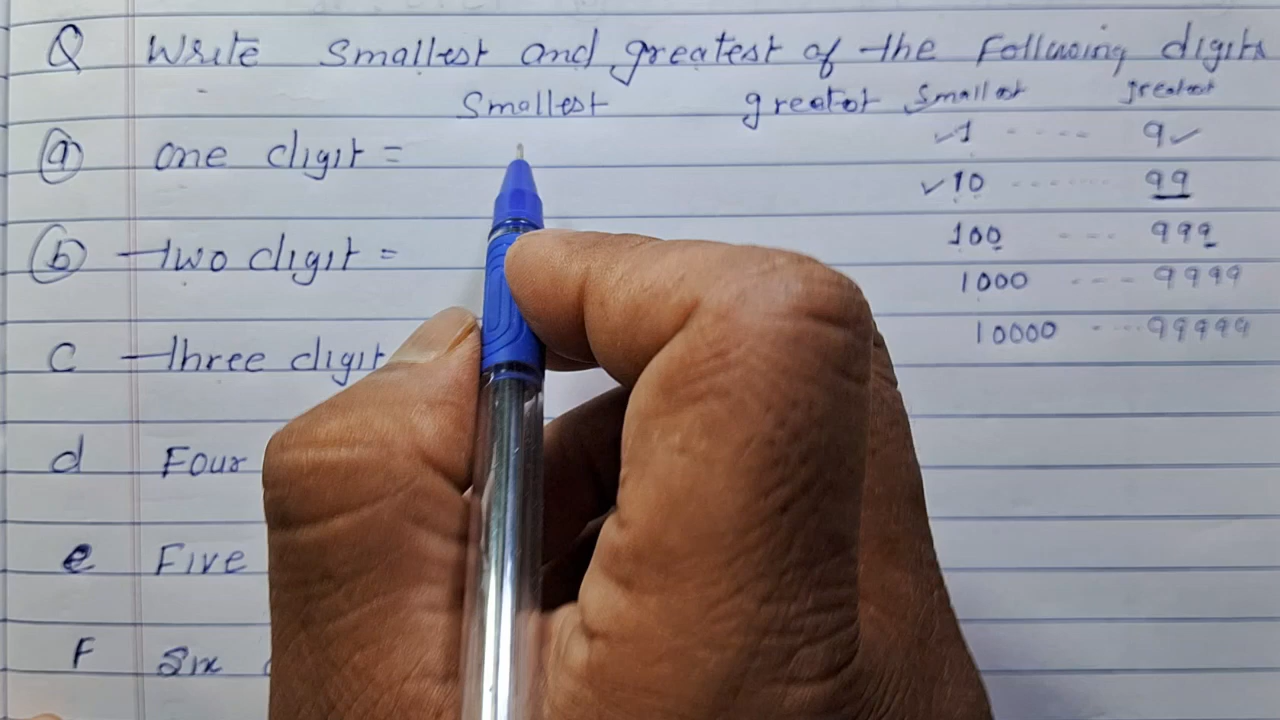 Q Write Smallest and greatest of the Following digits
Smallest greatest Smallest greatest
a one digit = 1 ---- 9
10 ------ 99
b two digit = 100 ---- 999
1000 ---- 9999
c three digit 10000 ---- 99999
d Four
e Five
F Six